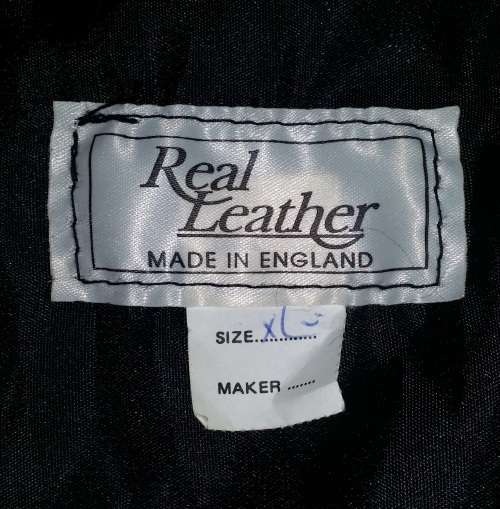 Real
Leather
MADE IN ENGLAND
SIZE..............XL
MAKER .......